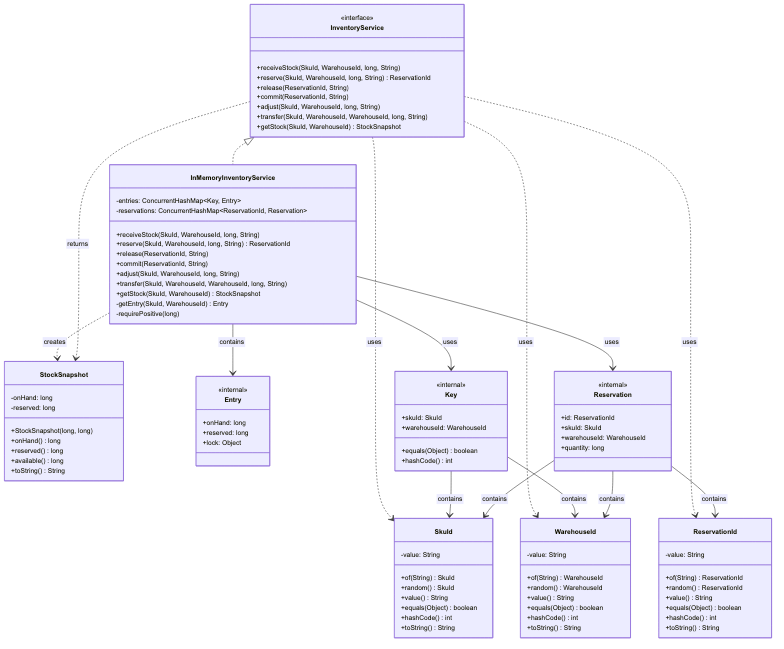 «interface»
InventoryService
+receiveStock(SkuId, WarehouseId, long, String)
+reserve(SkuId, WarehouseId, long, String) : ReservationId
+release(ReservationId, String)
+commit(ReservationId, String)
+adjust(SkuId, WarehouseId, long, String)
+transfer(SkuId, WarehouseId, WarehouseId, long, String)
+getStock(SkuId, WarehouseId) : StockSnapshot
InMemoryInventoryService
-entries: ConcurrentHashMap<Key, Entry>
-reservations: ConcurrentHashMap<ReservationId, Reservation>
+receiveStock(SkuId, WarehouseId, long, String)
+reserve(SkuId, WarehouseId, long, String) : ReservationId
+release(ReservationId, String)
+commit(ReservationId, String)
+adjust(SkuId, WarehouseId, long, String)
+transfer(SkuId, WarehouseId, WarehouseId, long, String)
+getStock(SkuId, WarehouseId) : StockSnapshot
-getEntry(SkuId, WarehouseId) : Entry
-requirePositive(long)
returns
creates
contains
uses
uses
uses
uses
uses
StockSnapshot
-onHand: long
-reserved: long
+StockSnapshot(long, long)
+onHand() : long
+reserved() : long
+available() : long
+toString() : String
«internal»
Entry
+onHand: long
+reserved: long
+lock: Object
«internal»
Key
+skuId: SkuId
+warehouseId: WarehouseId
+equals(Object) : boolean
+hashCode() : int
«internal»
Reservation
+id: ReservationId
+skuId: SkuId
+warehouseId: WarehouseId
+quantity: long
contains
contains
contains
contains
contains
SkuId
-value: String
+of(String) : SkuId
+random() : SkuId
+value() : String
+equals(Object) : boolean
+hashCode() : int
+toString() : String
WarehouseId
-value: String
+of(String) : WarehouseId
+random() : WarehouseId
+value() : String
+equals(Object) : boolean
+hashCode() : int
+toString() : String
ReservationId
-value: String
+of(String) : ReservationId
+random() : ReservationId
+value() : String
+equals(Object) : boolean
+hashCode() : int
+toString() : String